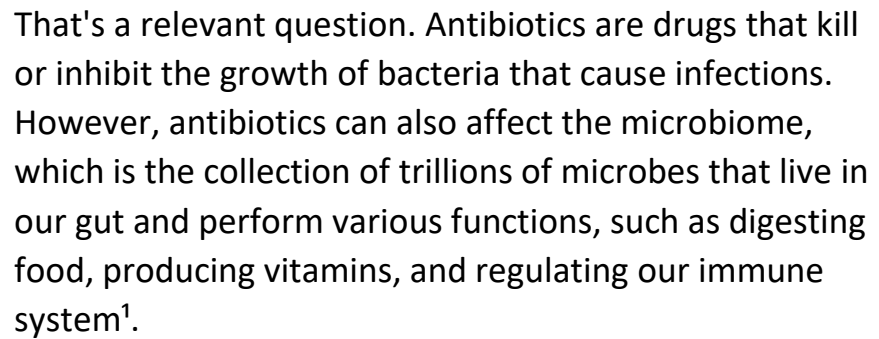 That's a relevant question. Antibiotics are drugs that kill
or inhibit the growth of bacteria that cause infections.
However, antibiotics can also affect the microbiome,
which is the collection of trillions of microbes that live in
our gut and perform various functions, such as digesting
food, producing vitamins, and regulating our immune
system¹.